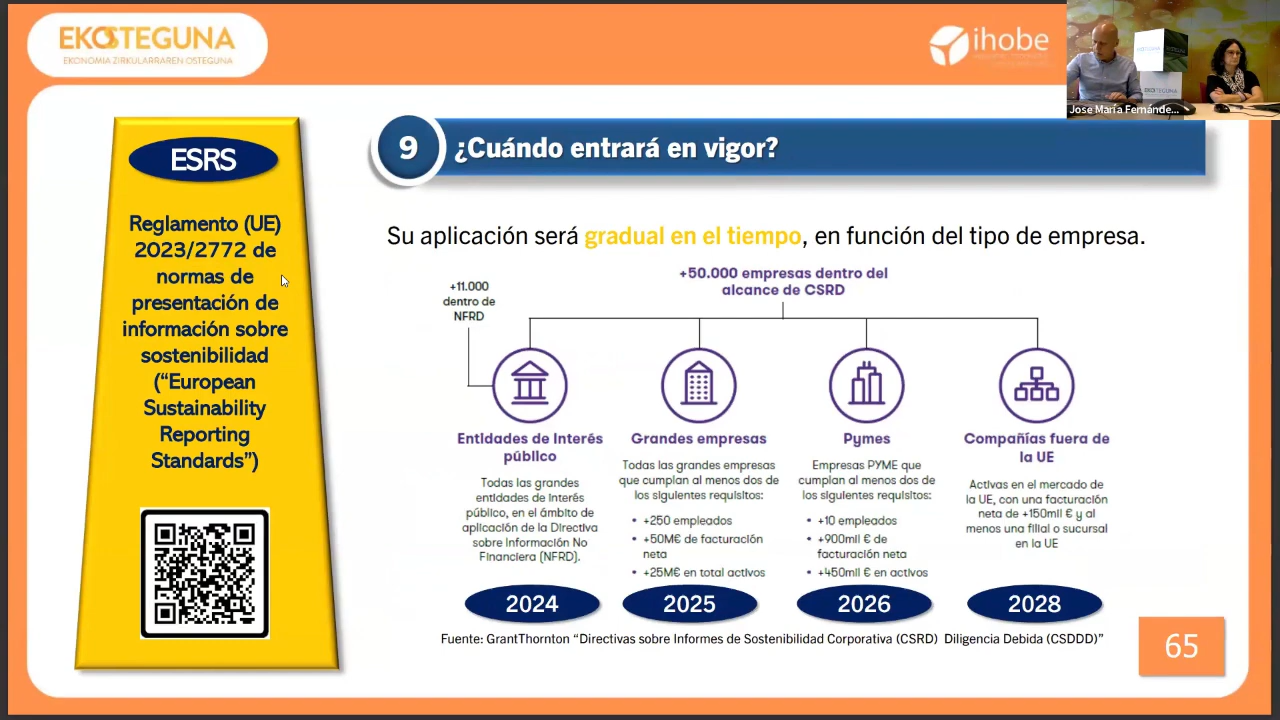 EKOSTEGUNA
EKONOMIA ZIRKULARRAREN OSTEGUNA
ihobe
Jose María Fernánde...
ESRS
Reglamento (UE)
2023/2772 de
normas de
presentación de
información sobre
sostenibilidad
(“European
Sustainability
Reporting
Standards”)
9
¿Cuándo entrará en vigor?
Su aplicación será gradual en el tiempo, en función del tipo de empresa.
+11.000
dentro de
NFRD
+50.000 empresas dentro del
alcance de CSRD
Entidades de interés
público
Todas las grandes
entidades de interés
público, en el ámbito de
aplicación de la Directiva
sobre Información No
Financiera (NFRD).
2024
Grandes empresas
Todas las grandes empresas
que cumplan al menos dos de
los siguientes requisitos:
• +250 empleados
• +50M€ de facturación
neta
• +25M€ en total activos
2025
Pymes
Empresas PYME que
cumplan al menos dos de
los siguientes requisitos:
• +10 empleados
• +900mil € de
facturación neta
• +450mil € en activos
2026
Compañías fuera de
la UE
Activas en el mercado de
la UE, con una facturación
neta de +150mil € y al
menos una filial o sucursal
en la UE
2028
Fuente: GrantThornton “Directivas sobre Informes de Sostenibilidad Corporativa (CSRD) Diligencia Debida (CSDDD)”
65